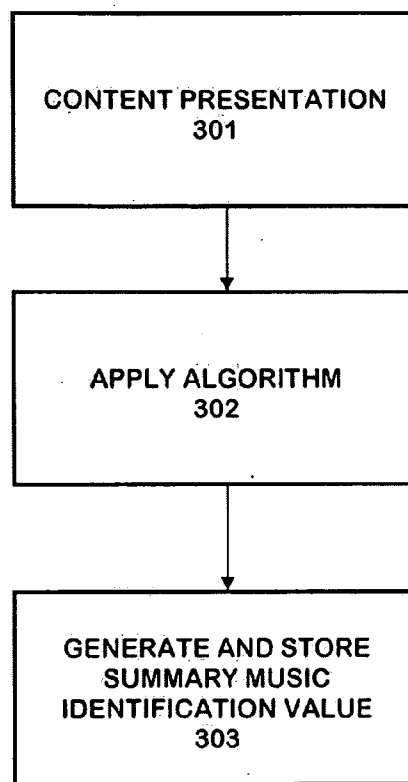 CONTENT PRESENTATION
301
APPLY ALGORITHM
302
GENERATE AND STORE
SUMMARY MUSIC
IDENTIFICATION VALUE
303